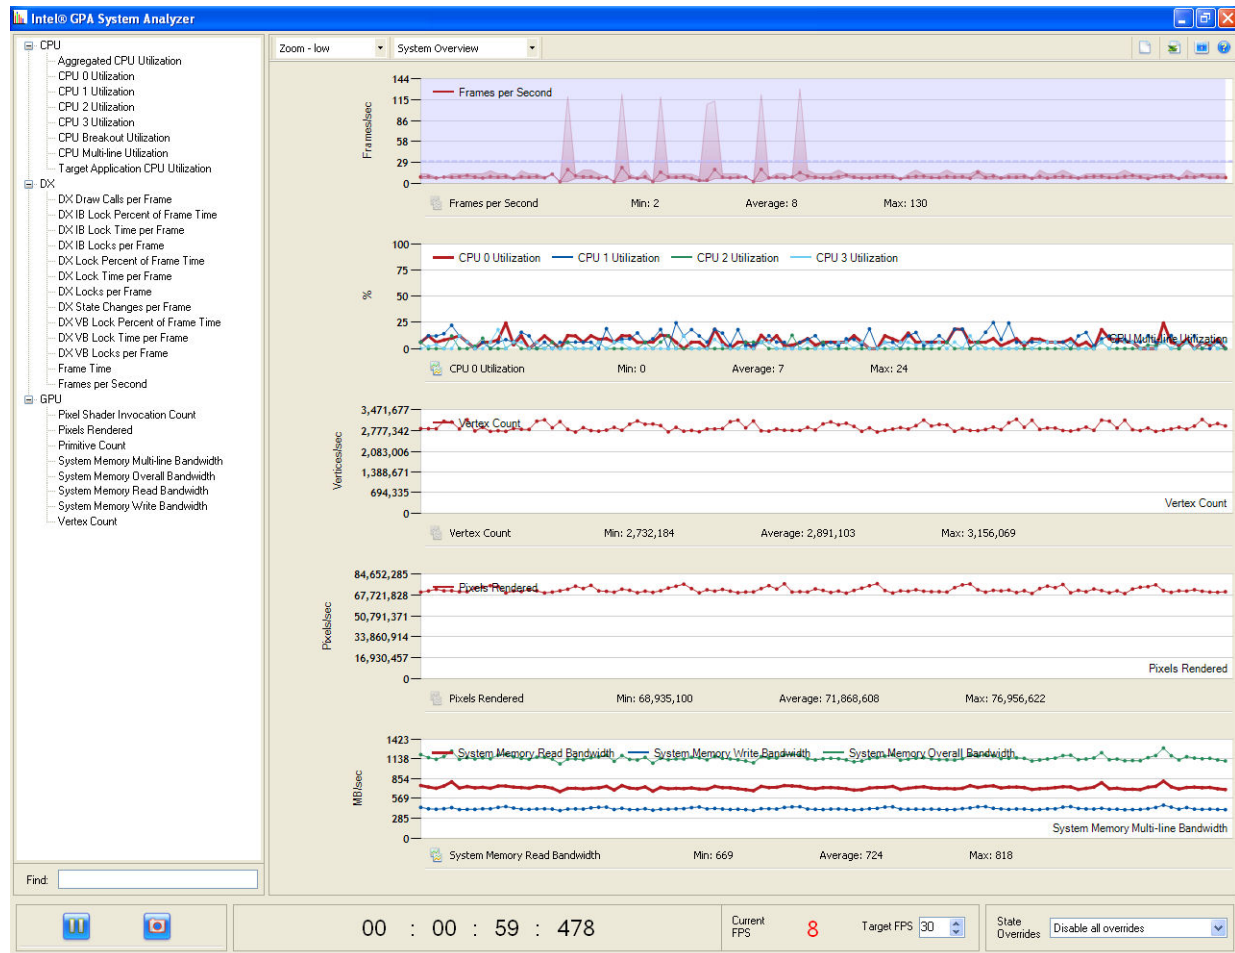 Intel® GPA System Analyzer
CPU
Aggregated CPU Utilization
CPU 0 Utilization
CPU 1 Utilization
CPU 2 Utilization
CPU 3 Utilization
CPU Breakout Utilization
CPU Multi-line Utilization
Target Application CPU Utilization
DX
DX Draw Calls per Frame
DX IB Lock Percent of Frame Time
DX IB Lock Time per Frame
DX IB Locks per Frame
DX Lock Percent of Frame Time
DX Lock Time per Frame
DX Locks per Frame
DX State Changes per Frame
DX VB Lock Percent of Frame Time
DX VB Lock Time per Frame
DX VB Locks per Frame
Frame Time
Frames per Second
GPU
Pixel Shader Invocation Count
Pixels Rendered
Primitive Count
System Memory Multi-line Bandwidth
System Memory Overall Bandwidth
System Memory Read Bandwidth
System Memory Write Bandwidth
Vertex Count
Find:
Zoom - low System Overview
Frames/sec
144
115
86
58
29
0
Frames per Second
Frames per Second Min: 2 Average: 8 Max: 130
%
100
75
50
25
0
CPU 0 Utilization CPU 1 Utilization CPU 2 Utilization CPU 3 Utilization
CPU Multi-line Utilization
CPU 0 Utilization Min: 0 Average: 7 Max: 24
Vertices/sec
3,471,677
2,777,342
2,083,006
1,388,671
694,335
0
Vertex Count
Vertex Count
Vertex Count Min: 2,732,184 Average: 2,891,103 Max: 3,156,069
Pixels/sec
84,652,285
67,721,828
50,791,371
33,860,914
16,930,457
0
Pixels Rendered
Pixels Rendered
Pixels Rendered Min: 68,935,100 Average: 71,868,608 Max: 76,956,622
MB/sec
1423
1138
854
569
285
0
System Memory Read Bandwidth System Memory Write Bandwidth System Memory Overall Bandwidth
System Memory Multi-line Bandwidth
System Memory Read Bandwidth Min: 669 Average: 724 Max: 818
00 : 00 : 59 : 478
Current FPS 8
Target FPS 30
State Overrides Disable all overrides